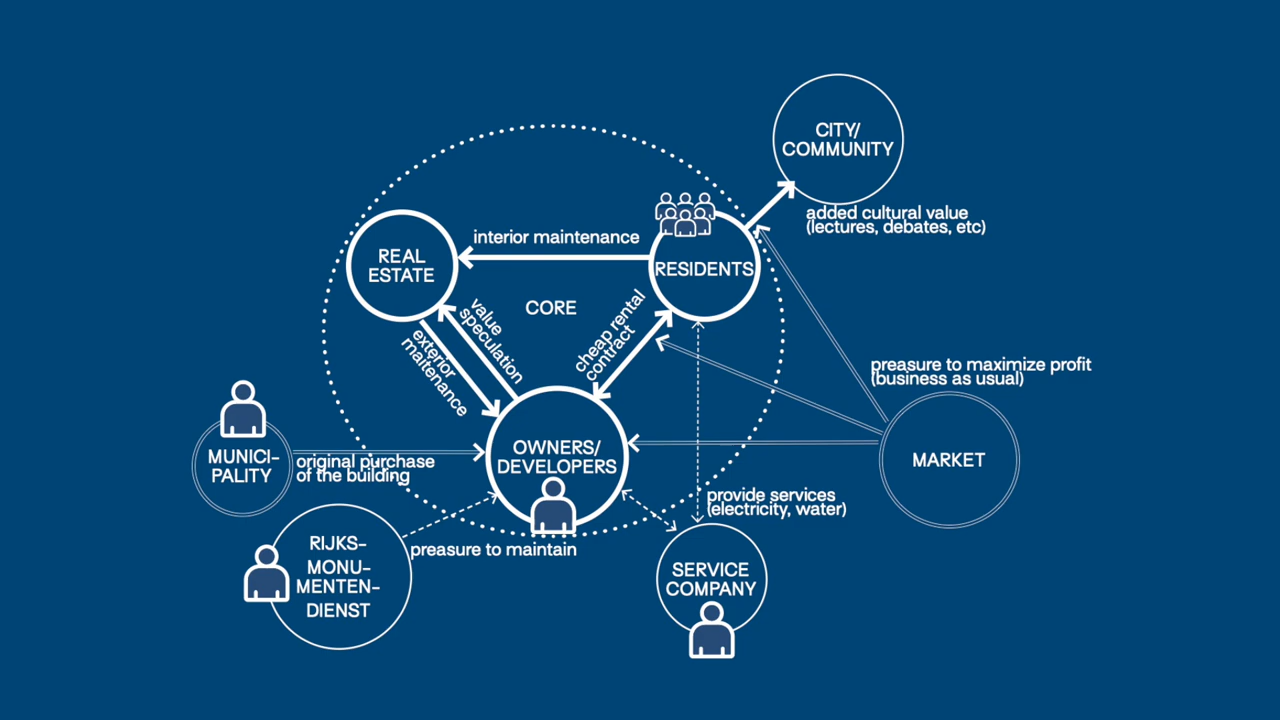 CITY/
COMMUNITY
added cultural value
(lectures, debates, etc)
interior maintenance
REAL
ESTATE
RESIDENTS
CORE
value
speculation
exterior
maitenance
cheap rental
contract
preasure to maximize profit
(business as usual)
MARKET
OWNERS/
DEVELOPERS
MUNICI-
PALITY
original purchase
of the building
provide services
(electricity, water)
preasure to maintain
RIJKS-
MONU-
MENTEN-
DIENST
SERVICE
COMPANY